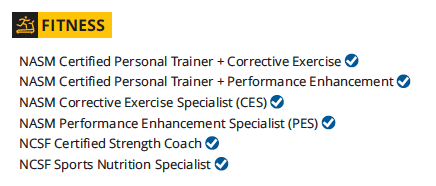 FITNESS
NASM Certified Personal Trainer + Corrective Exercise
NASM Certified Personal Trainer + Performance Enhancement
NASM Corrective Exercise Specialist (CES)
NASM Performance Enhancement Specialist (PES)
NCSF Certified Strength Coach
NCSF Sports Nutrition Specialist